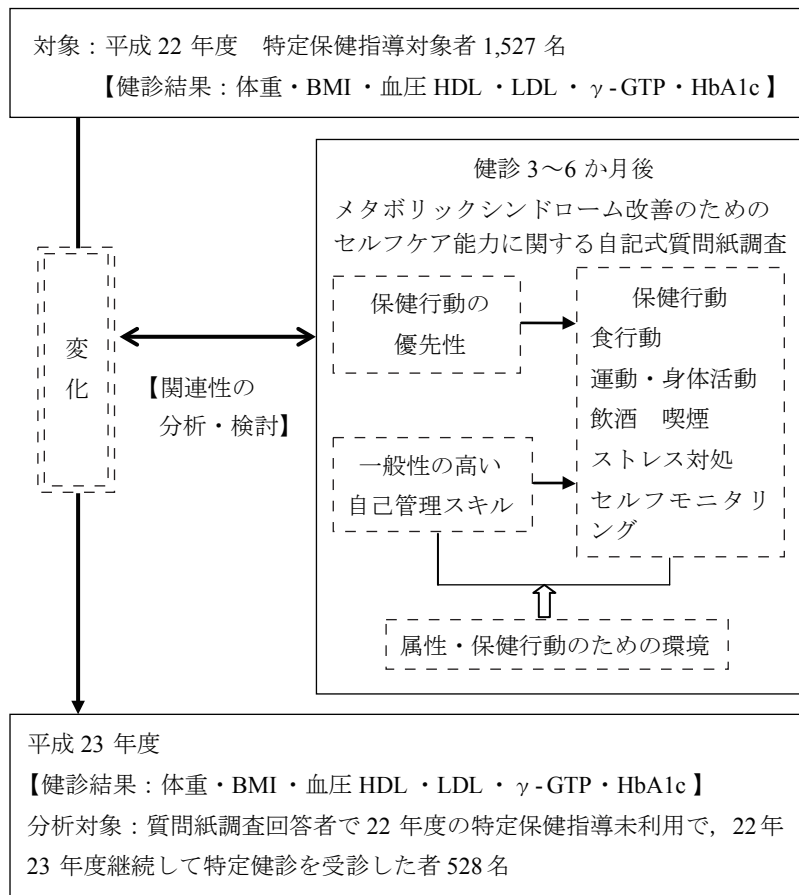 対象：平成 22 年度　特定保健指導対象者 1,527 名
【健診結果：体重・BMI・血圧 HDL・LDL・γ-GTP・HbA1c】
健診 3～6 か月後
メタボリックシンドローム改善のための
セルフケア能力に関する自記式質問紙調査
保健行動の
優先性
保健行動
食行動
運動・身体活動
飲酒　喫煙
ストレス対処
セルフモニタリ
ング
一般性の高い
自己管理スキル
属性・保健行動のための環境
変
化
【関連性の
分析・検討】
平成 23 年度
【健診結果：体重・BMI・血圧 HDL・LDL・γ-GTP・HbA1c】
分析対象：質問紙調査回答者で 22 年度の特定保健指導未利用で，22 年
23 年度継続して特定健診を受診した者 528 名